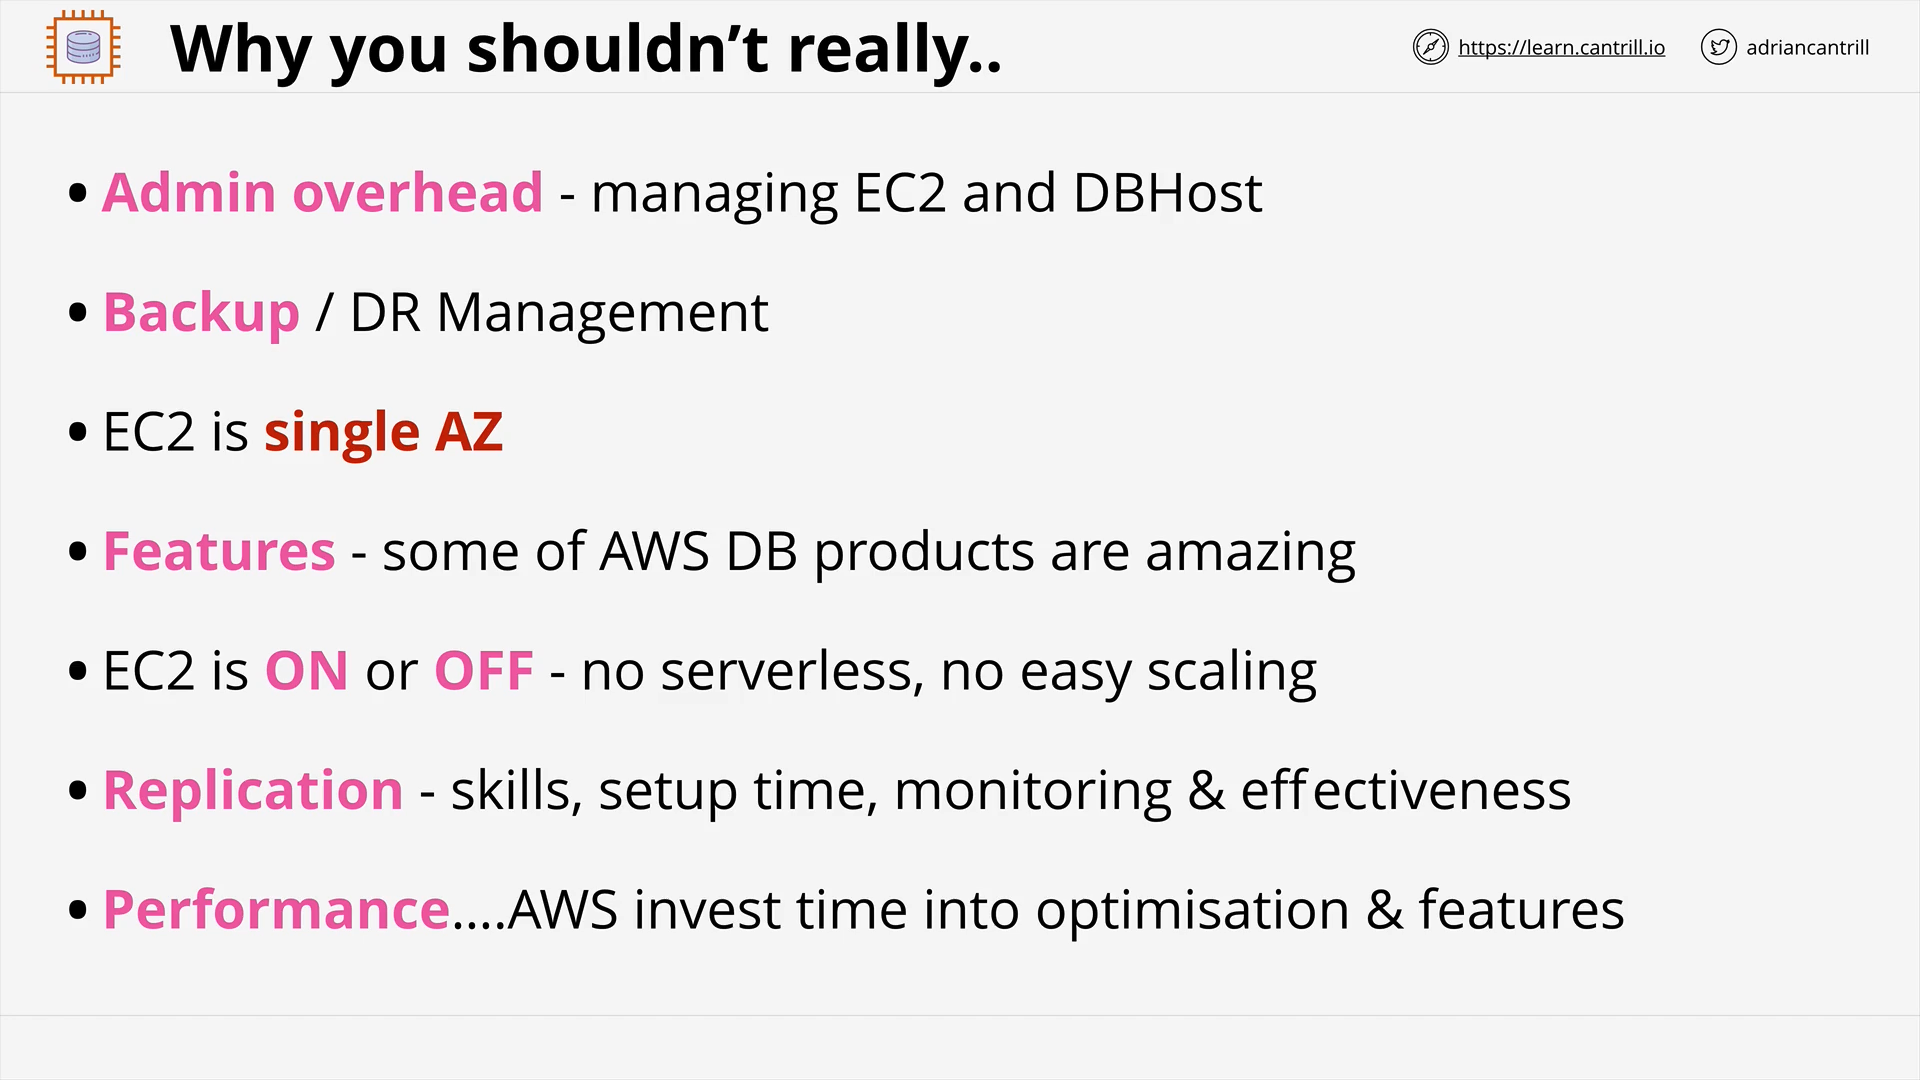 Why you shouldn’t really..
https://learn.cantrill.io
adriancantrill
• Admin overhead - managing EC2 and DBHost
• Backup / DR Management
• EC2 is single AZ
• Features - some of AWS DB products are amazing
• EC2 is ON or OFF - no serverless, no easy scaling
• Replication - skills, setup time, monitoring & effectiveness
• Performance....AWS invest time into optimisation & features